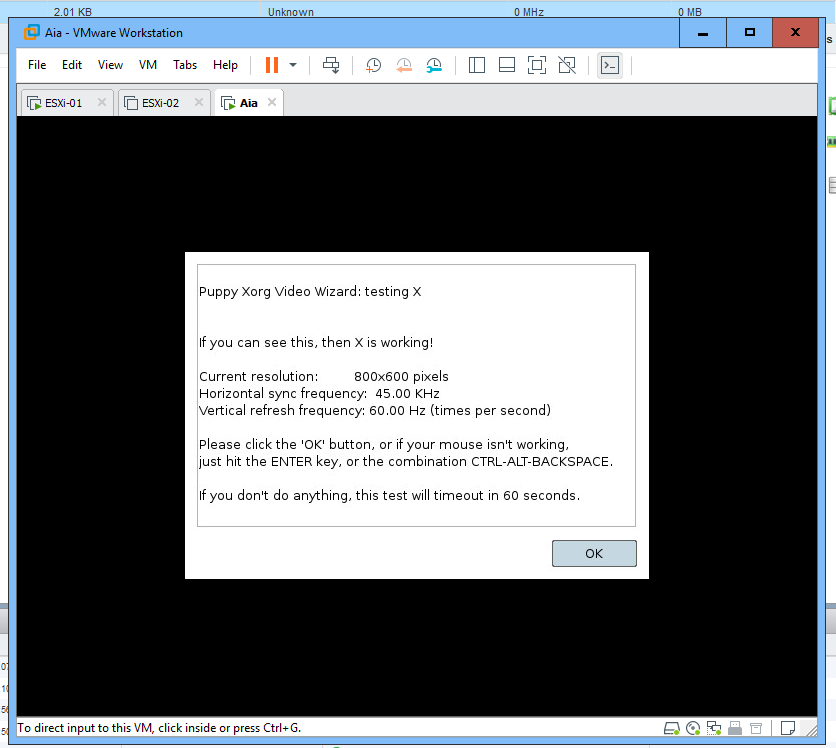 2.01 KB Unknown 0 MHz 0 MB
Aia - VMware Workstation
File Edit View VM Tabs Help
ESXi-01 ESXi-02 Aia
Puppy Xorg Video Wizard: testing X
If you can see this, then X is working!
Current resolution: 800x600 pixels
Horizontal sync frequency: 45.00 KHz
Vertical refresh frequency: 60.00 Hz (times per second)
Please click the 'OK' button, or if your mouse isn't working,
just hit the ENTER key, or the combination CTRL-ALT-BACKSPACE.
If you don't do anything, this test will timeout in 60 seconds.
OK
To direct input to this VM, click inside or press Ctrl+G.